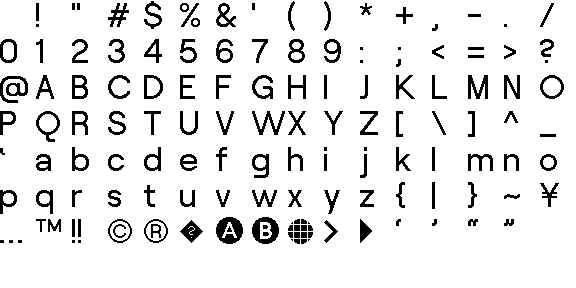 ! " # $ % & ' ( ) * + , - . /
0 1 2 3 4 5 6 7 8 9 : ; < = > ?
@ A B C D E F G H I J K L M N O
P Q R S T U V W X Y Z [ \ ] ^ _
` a b c d e f g h i j k l m n o
p q r s t u v w x y z { | } ~ ¥
… ™ ‼ © ® � 🅐 🅑 🌐 > ▶ ‘ ’ “ ”